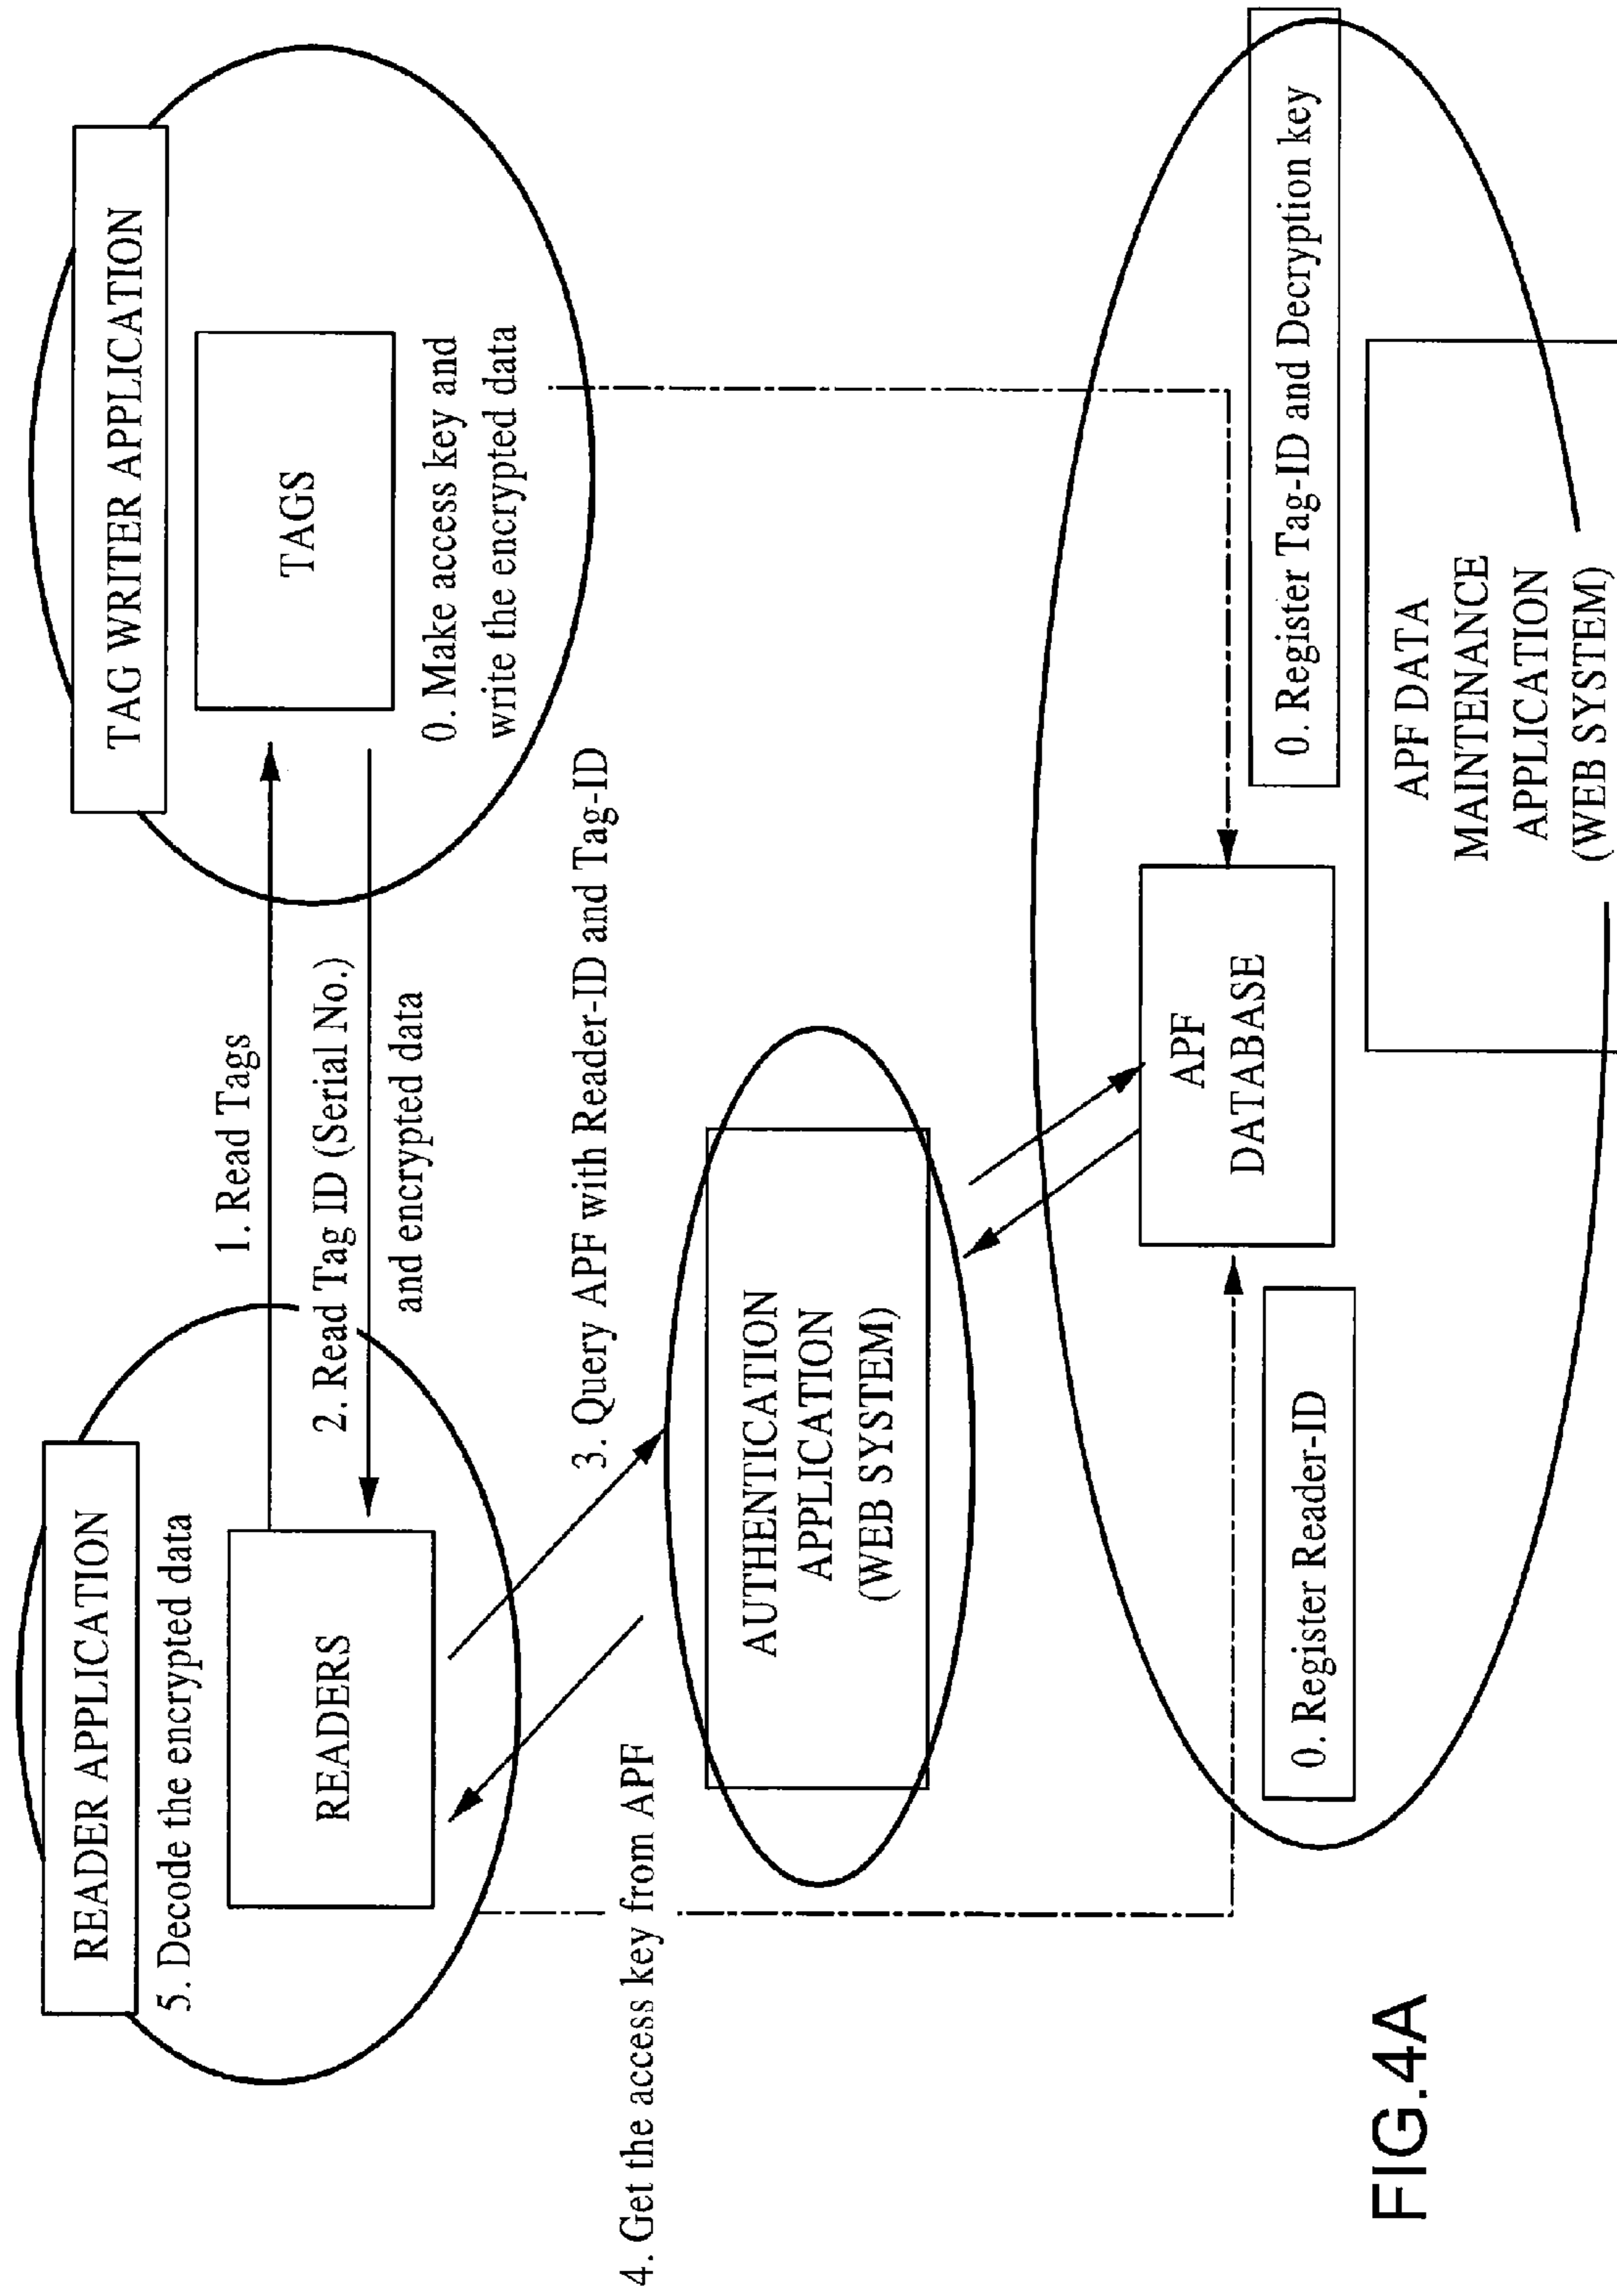 READER APPLICATION
5. Decode the encrypted data
READERS
1. Read Tags
2. Read Tag ID (Serial No.)
and encrypted data
TAG WRITER APPLICATION
TAGS
0. Make access key and
write the encrypted data
3. Query APF with Reader-ID and Tag-ID
4. Get the access key from APF
AUTHENTICATION
APPLICATION
(WEB SYSTEM)
APF
DATABASE
0. Register Reader-ID
0. Register Tag-ID and Decryption key
APF DATA
MAINTENANCE
APPLICATION
(WEB SYSTEM)
FIG.4A